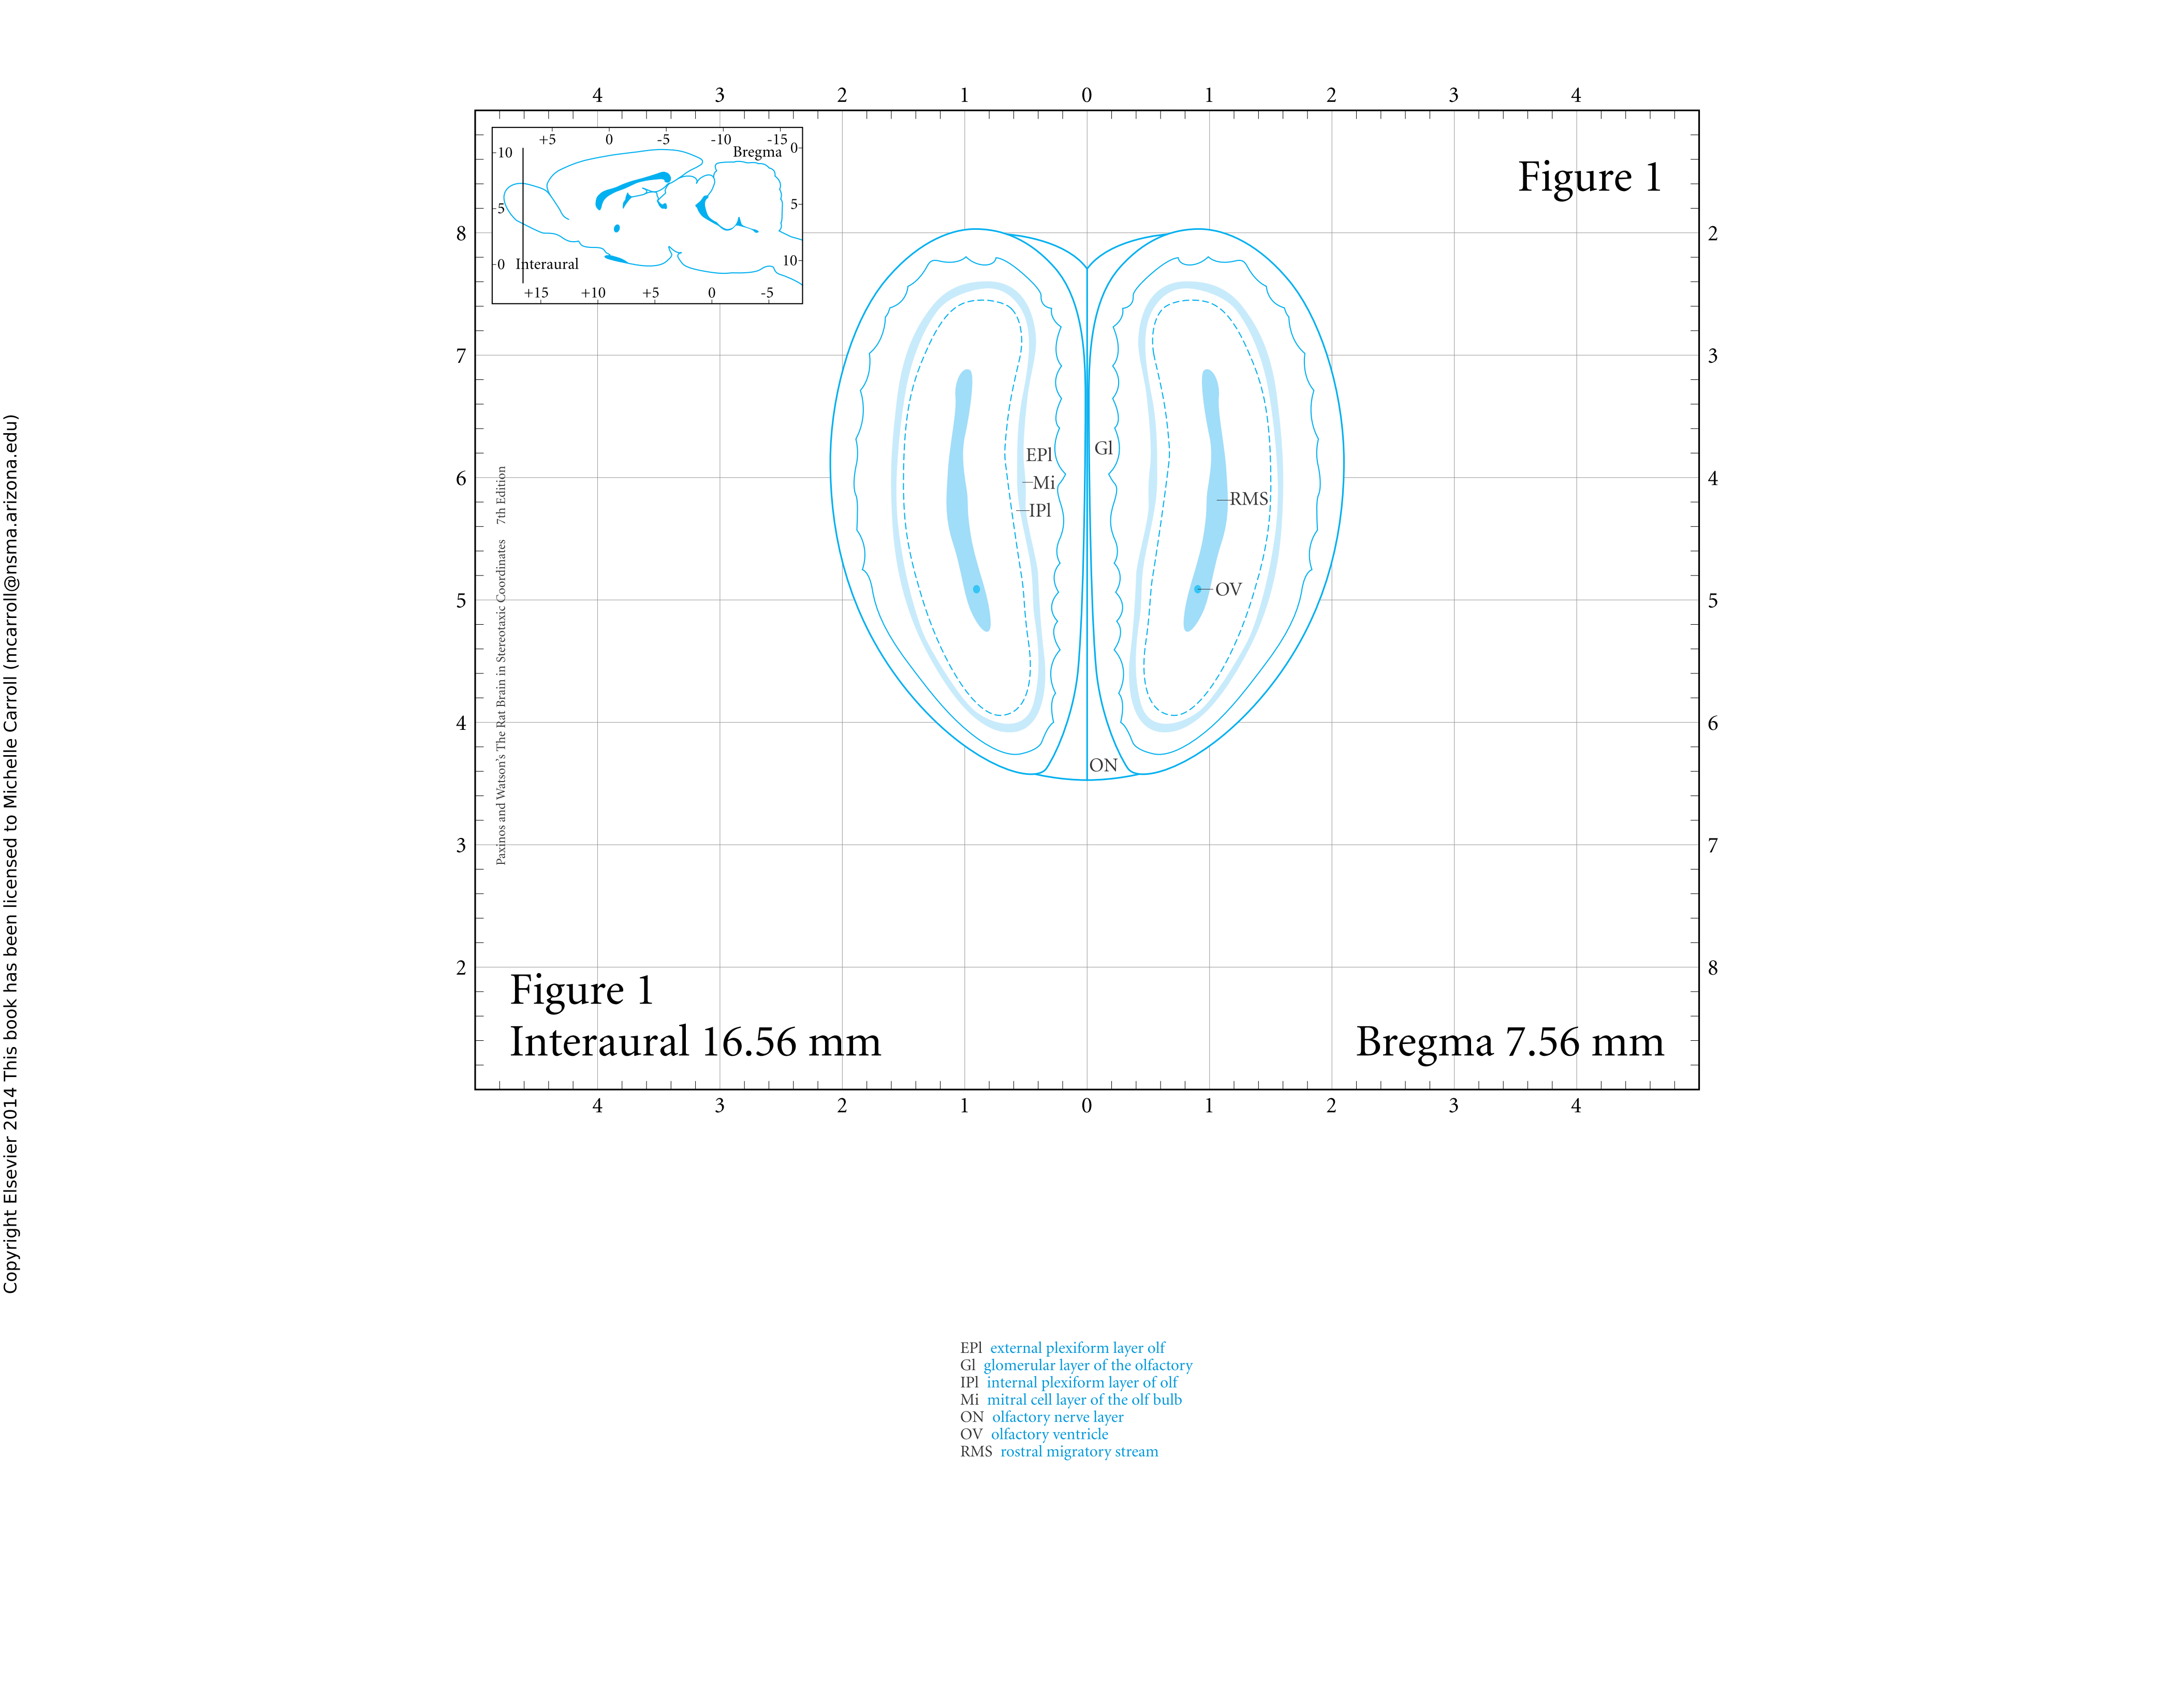 4 3 2 1 0 1 2 3 4
+5 0 -5 -10 -15
Bregma
10 0
5 5
0 Interaural 10
+15 +10 +5 0 -5
Figure 1
8 2
7 3
EPl Gl
6 4
Mi
RMS
IPl
OV
5 5
4 6
ON
3 7
2 8
Figure 1
Interaural 16.56 mm
Bregma 7.56 mm
4 3 2 1 0 1 2 3 4
Paxinos and Watson's The Rat Brain in Stereotaxic Coordinates 7th Edition
Copyright Elsevier 2014 This book has been licensed to Michelle Carroll (mcarroll@nsma.arizona.edu)
EPl external plexiform layer olf
Gl glomerular layer of the olfactory
IPl internal plexiform layer of olf
Mi mitral cell layer of the olf bulb
ON olfactory nerve layer
OV olfactory ventricle
RMS rostral migratory stream